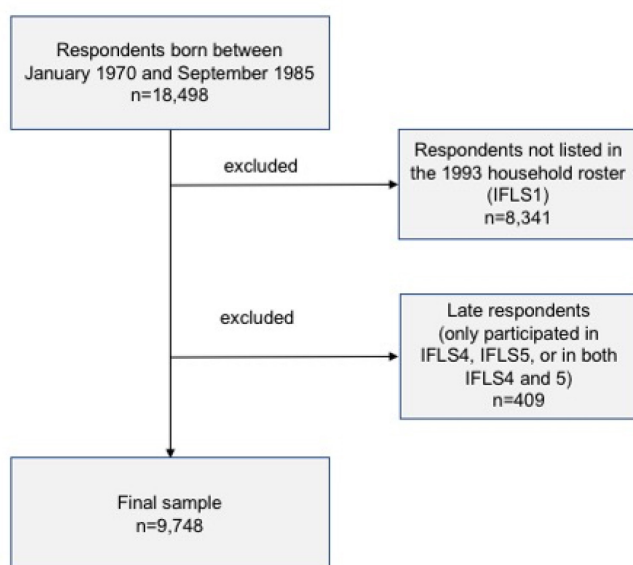 Respondents born between
January 1970 and September 1985
n=18,498
excluded
Respondents not listed in
the 1993 household roster
(IFLS1)
n=8,341
excluded
Late respondents
(only participated in
IFLS4, IFLS5, or in both
IFLS4 and 5)
n=409
Final sample
n=9,748